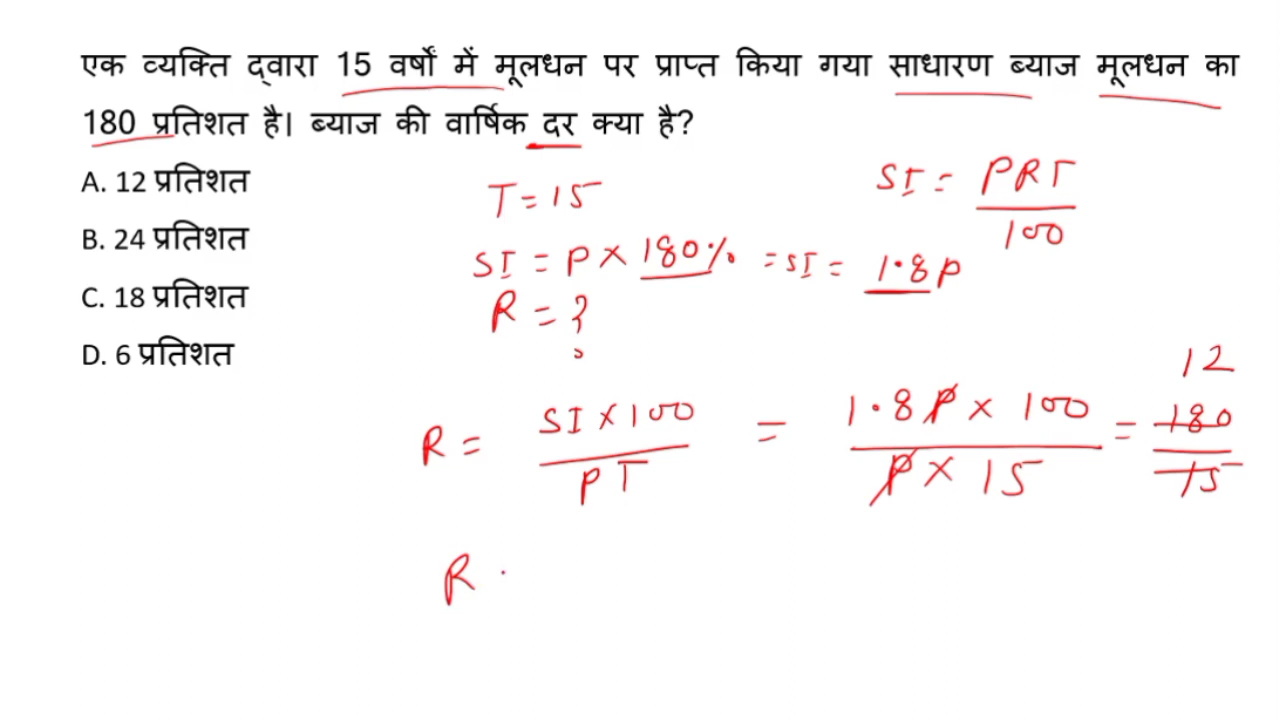 एक व्यक्ति द्वारा 15 वर्षों में मूलधन पर प्राप्त किया गया साधारण ब्याज मूलधन का
180 प्रतिशत है। ब्याज की वार्षिक दर क्या है?
A. 12 प्रतिशत
B. 24 प्रतिशत
C. 18 प्रतिशत
D. 6 प्रतिशत
T = 15
SI = PRT / 100
SI = P × 180% = SI = 1.8P
R = ?
R = SI × 100 / PT = 1.8P × 100 / P × 15 = 180 / 15 12
R